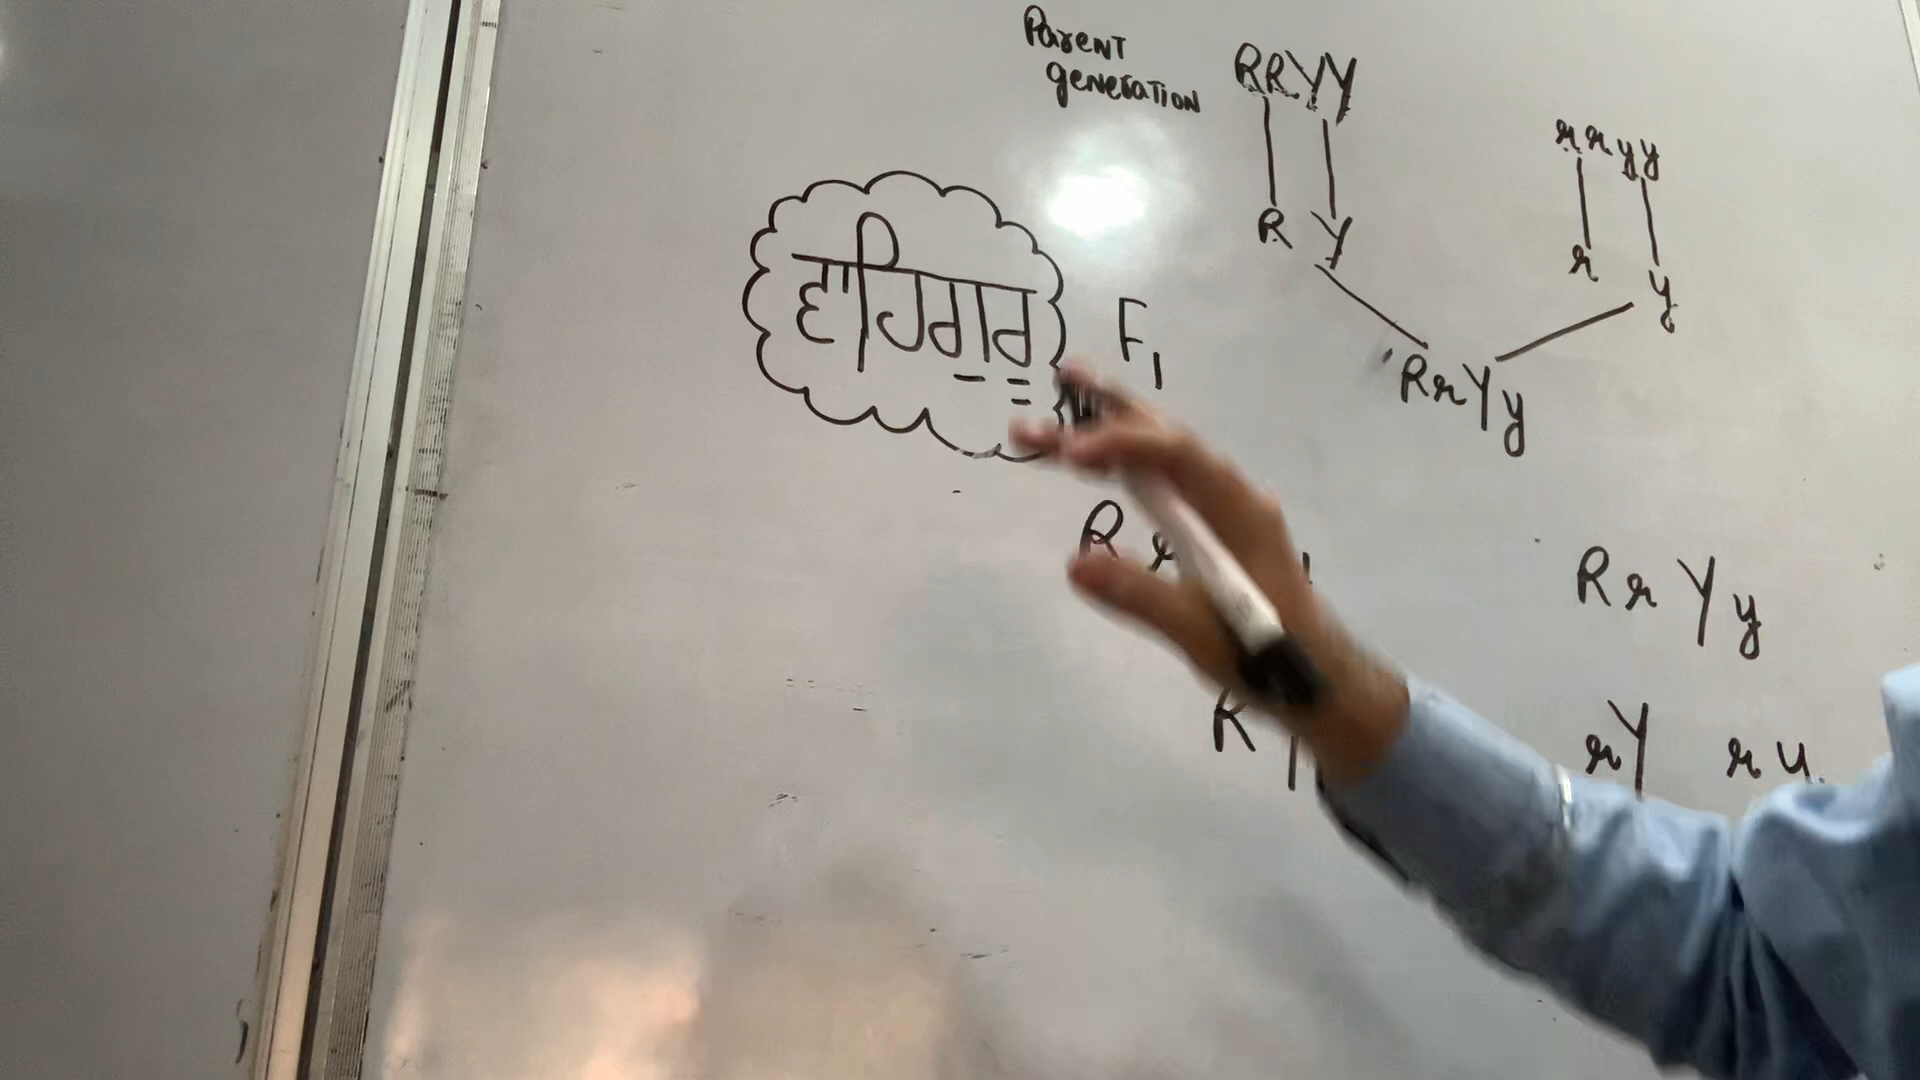 Parent
generation
RRYY
rryy
R Y
r y
ਵਾਹਿਗੁਰੂ
F1
RrYy
R r
RrYy
R
rY ry